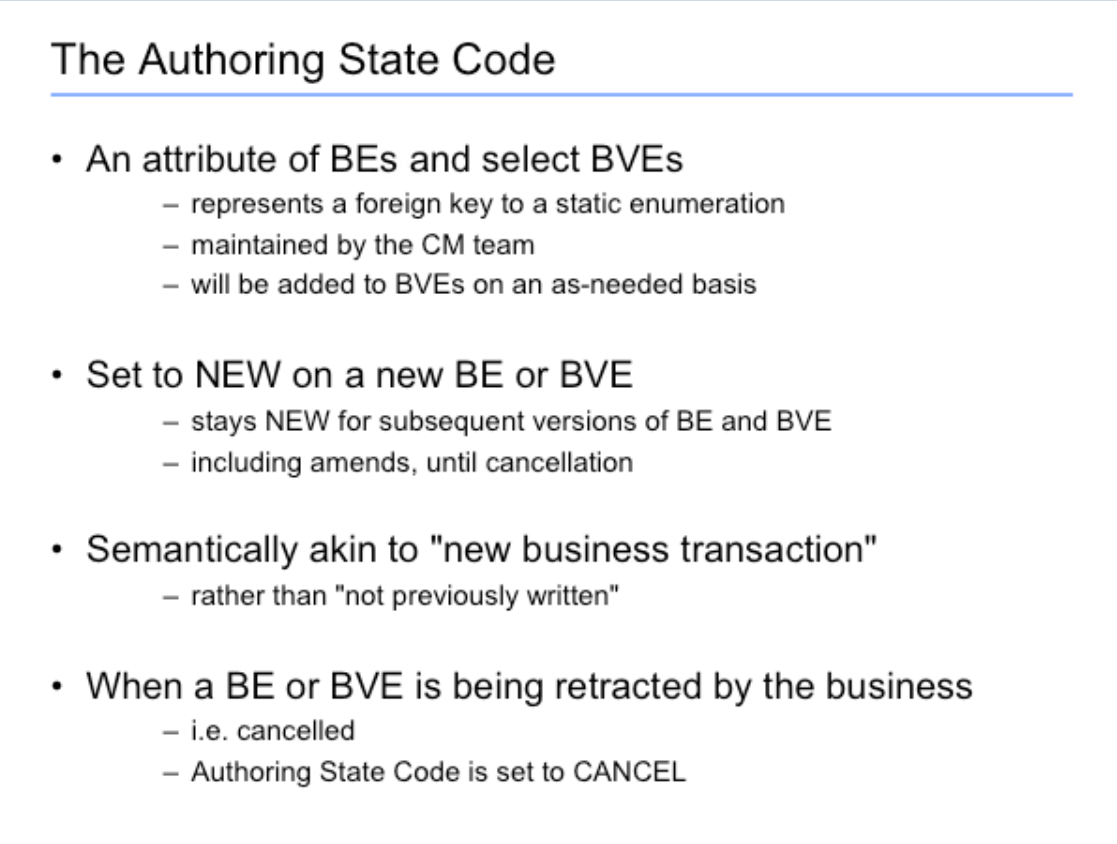 The Authoring State Code
• An attribute of BEs and select BVEs
– represents a foreign key to a static enumeration
– maintained by the CM team
– will be added to BVEs on an as-needed basis
• Set to NEW on a new BE or BVE
– stays NEW for subsequent versions of BE and BVE
– including amends, until cancellation
• Semantically akin to "new business transaction"
– rather than "not previously written"
• When a BE or BVE is being retracted by the business
– i.e. cancelled
– Authoring State Code is set to CANCEL